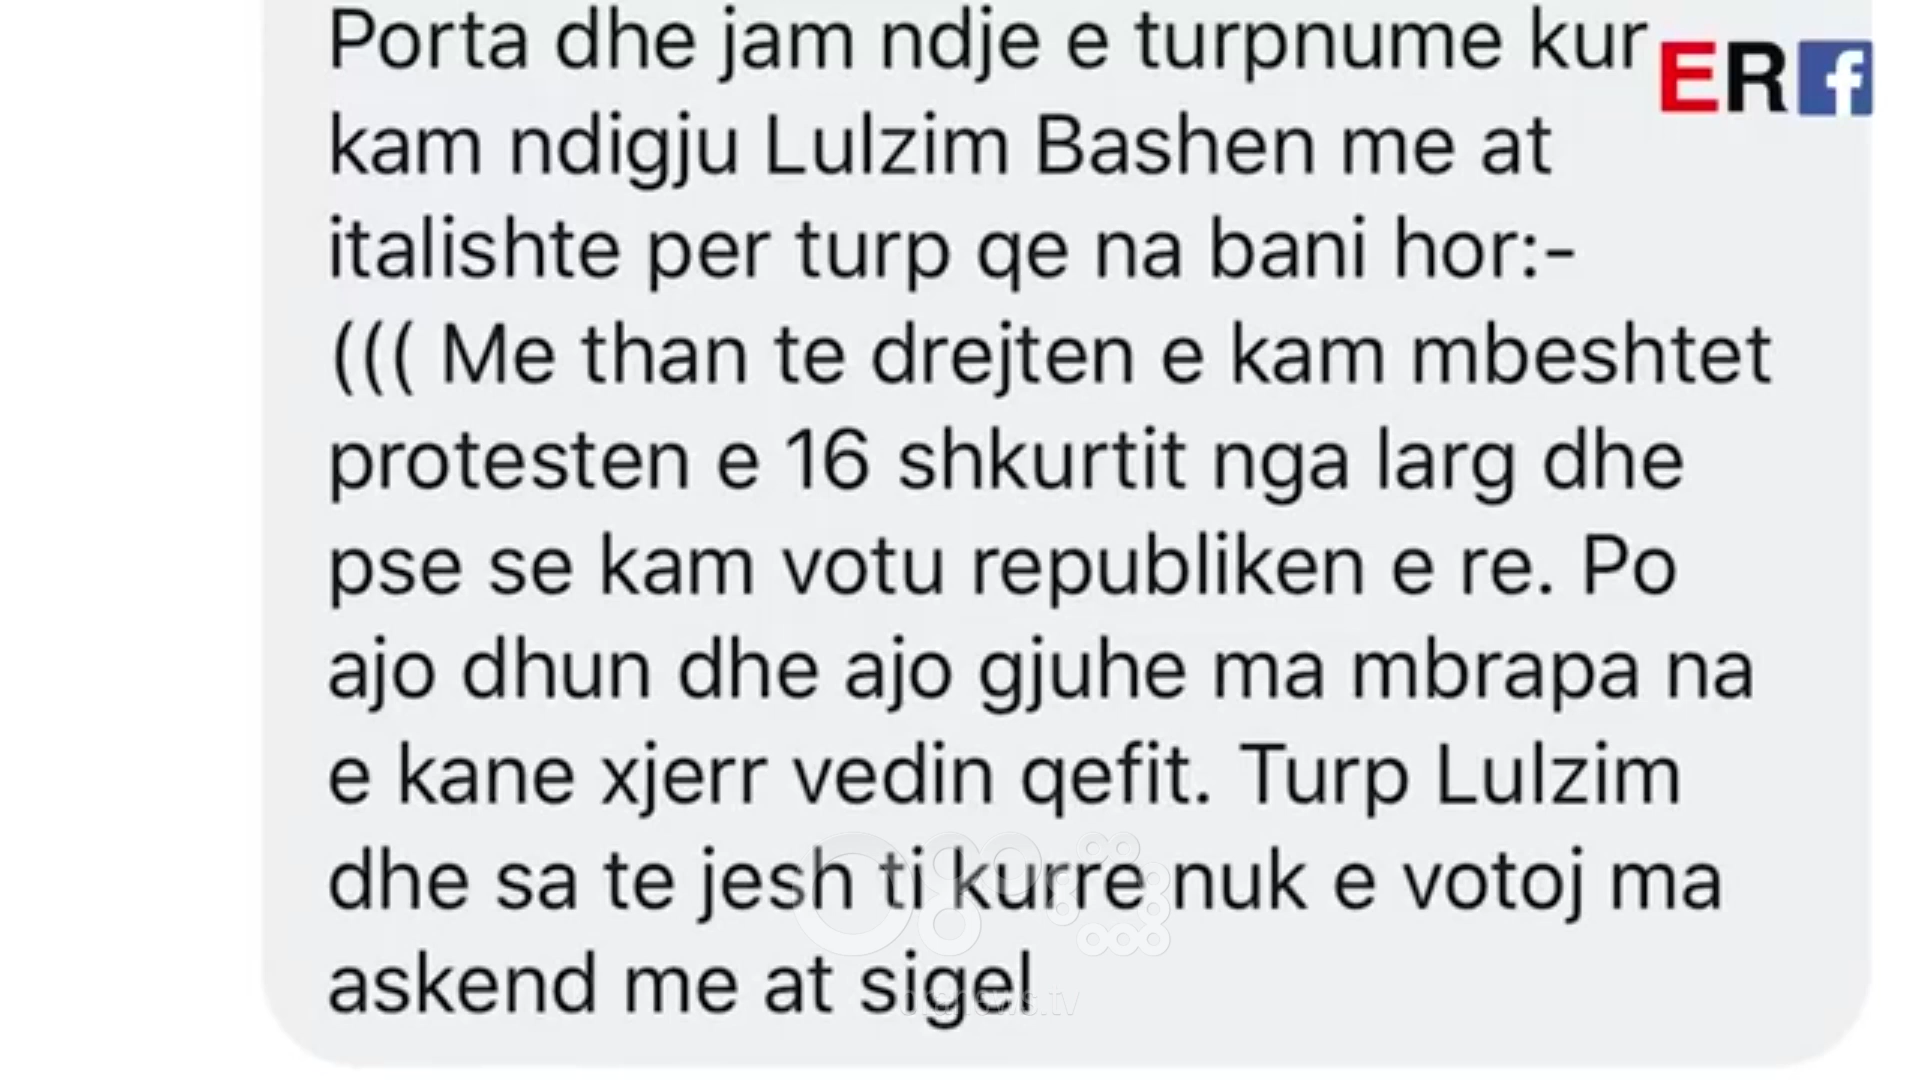 Porta dhe jam ndje e turpnume kur
ERf
kam ndigju Lulzim Bashen me at
italishte per turp qe na bani hor:-
((( Me than te drejten e kam mbeshtet
protesten e 16 shkurtit nga larg dhe
pse se kam votu republiken e re. Po
ajo dhun dhe ajo gjuhe ma mbrapa na
e kane xjerr vedin qefit. Turp Lulzim
dhe sa te jesh ti kurre nuk e votoj ma
askend me at sigel